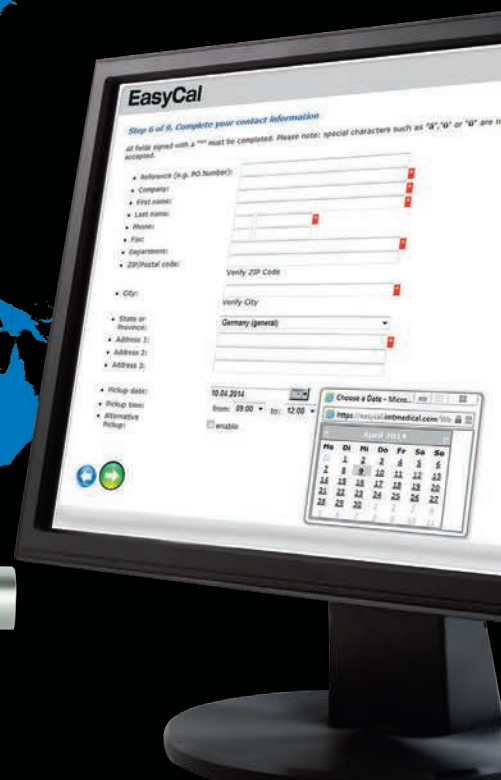 EasyCal
Step 6 of 9. Complete your contact information
All fields signed with a "*" must be completed. Please note: special characters such as "ä","ö" or "ü" are n
accepted.
• Reference (e.g. PO Number):
• Company:
• First name:
• Last name:
• Phone:
• Fax:
• Department:
• ZIP/Postal code:
Verify ZIP Code
• City:
Verify City
• State or Province: Germany (general)
• Address 1:
• Address 2:
• Address 3:
• Pickup date: 10.04.2014
• Pickup time: from: 09:00 to: 12:00
• Alternative Pickup: enable
Choose a Date - Micro...
https://easycal.imtmedical.com/
April 2014
Mo Di Mi Do Fr Sa So
1 2 3 4 5 6
7 8 9 10 11 12 13
14 15 16 17 18 19 20
21 22 23 24 25 26 27
28 29 30